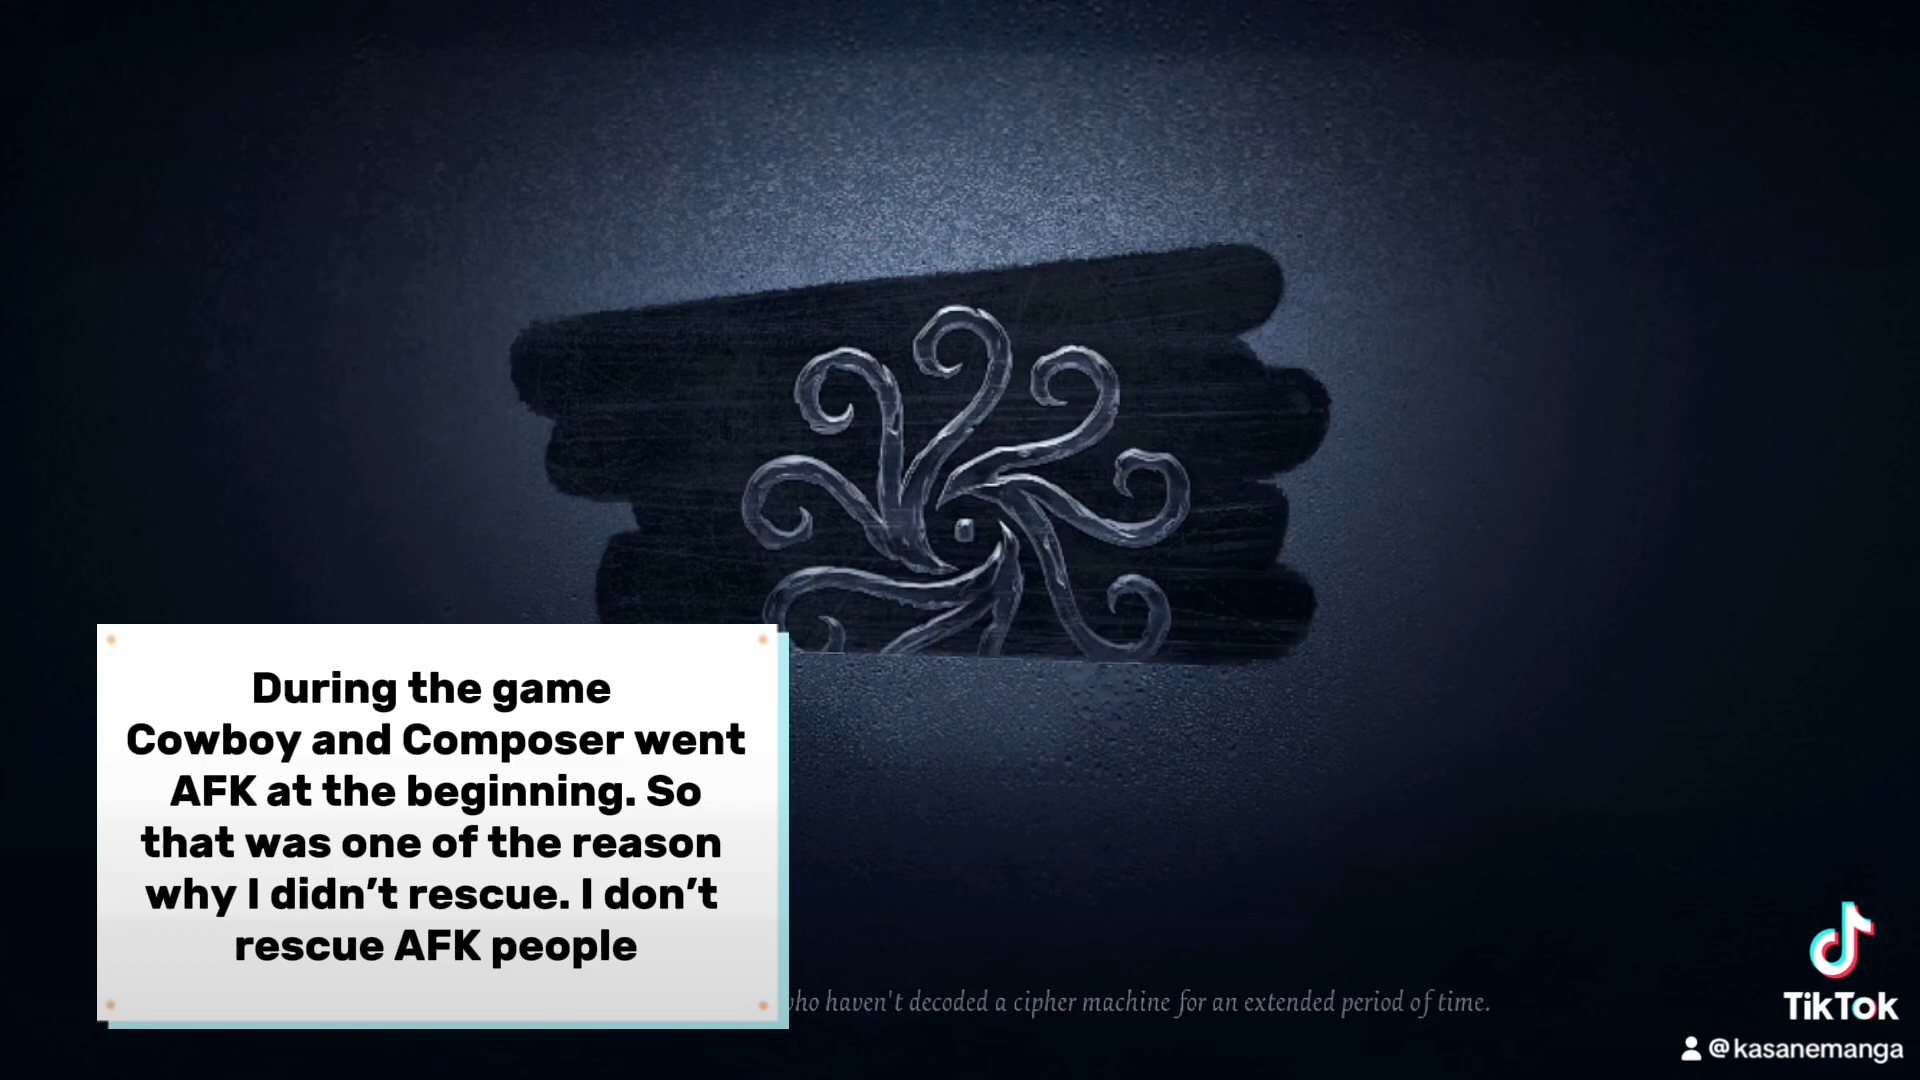 During the game
Cowboy and Composer went
AFK at the beginning. So
that was one of the reason
why I didn’t rescue. I don’t
rescue AFK people
who haven't decoded a cipher machine for an extended period of time.
TikTok
@kasanemanga